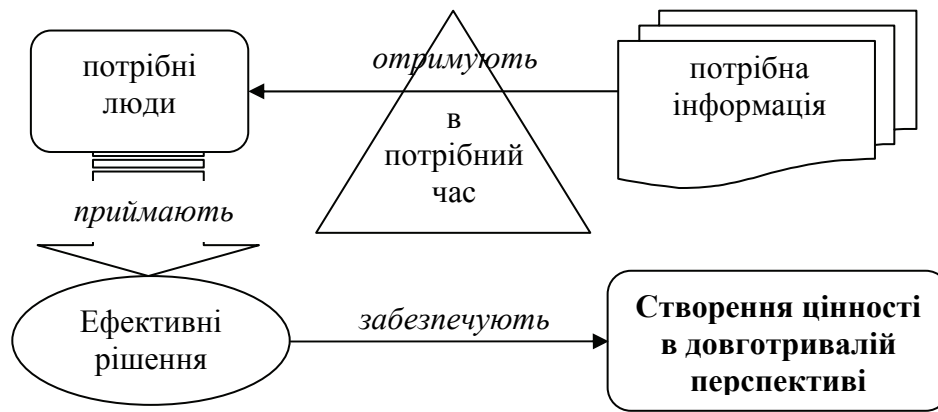 потрібні
люди
отримують
в
потрібний
час
потрібна
інформація
приймають
Ефективні
рішення
забезпечують
Створення цінності
в довготривалій
перспективі